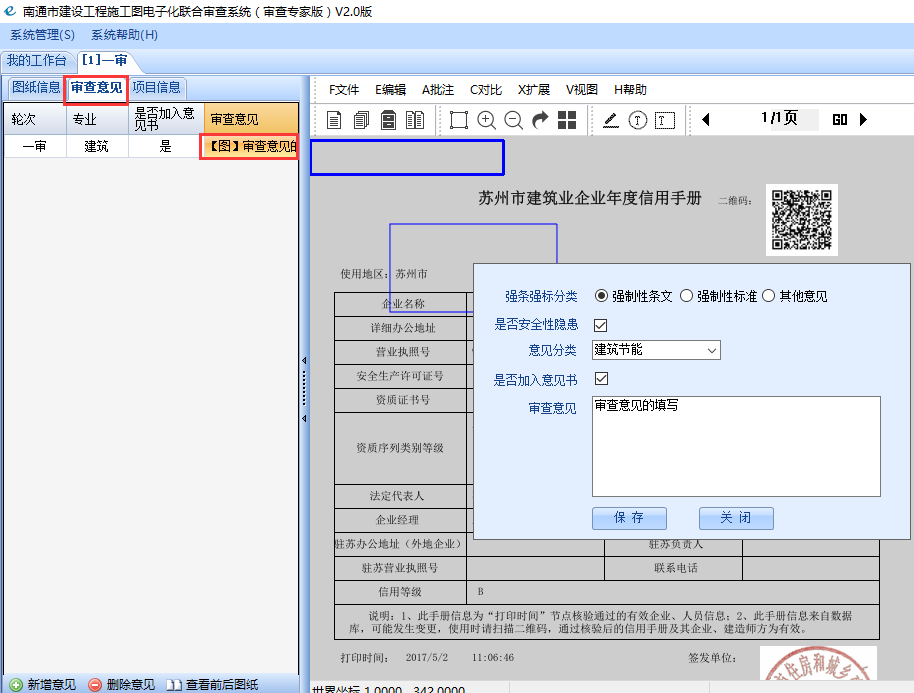 南通市建设工程施工图电子化联合审查系统（审查专家版）V2.0版
系统管理(S) 系统帮助(H)
我的工作台 [1]一审
图纸信息 审查意见 项目信息
轮次 专业 是否加入意见书 审查意见
一审 建筑 是 【图】审查意见的
F文件 E编辑 A批注 C对比 X扩展 V视图 H帮助
1/1页 GO
苏州市建筑业企业年度信用手册 二维码：
使用地区： 苏州市
企业名称
详细办公地址
营业执照号
安全生产许可证号
资质证书号
资质序列类别等级
法定代表人
企业经理
驻苏办公地址（外地企业） 驻苏负责人
驻苏营业执照号 联系电话
信用等级 B
说明：1、此手册信息为“打印时间”节点核验通过的有效企业、人员信息；2、此手册信息来自数据
库，可能发生变更，使用时请扫描二维码，通过核验后的信用手册及其企业、建造师方为有效。
打印时间： 2017/5/2 11:06:46 签发单位：
强条强标分类 强制性条文 强制性标准 其他意见
是否安全性隐患
意见分类 建筑节能
是否加入意见书
审查意见 审查意见的填写
保 存 关 闭
新增意见 删除意见 查看前后图纸
世界坐标 1.0000, -342.0000